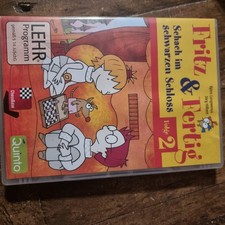 Fritz
& Fertig
Folge 2
Schach im
schwarzen Schloss
LEHR
Programm
Quinto